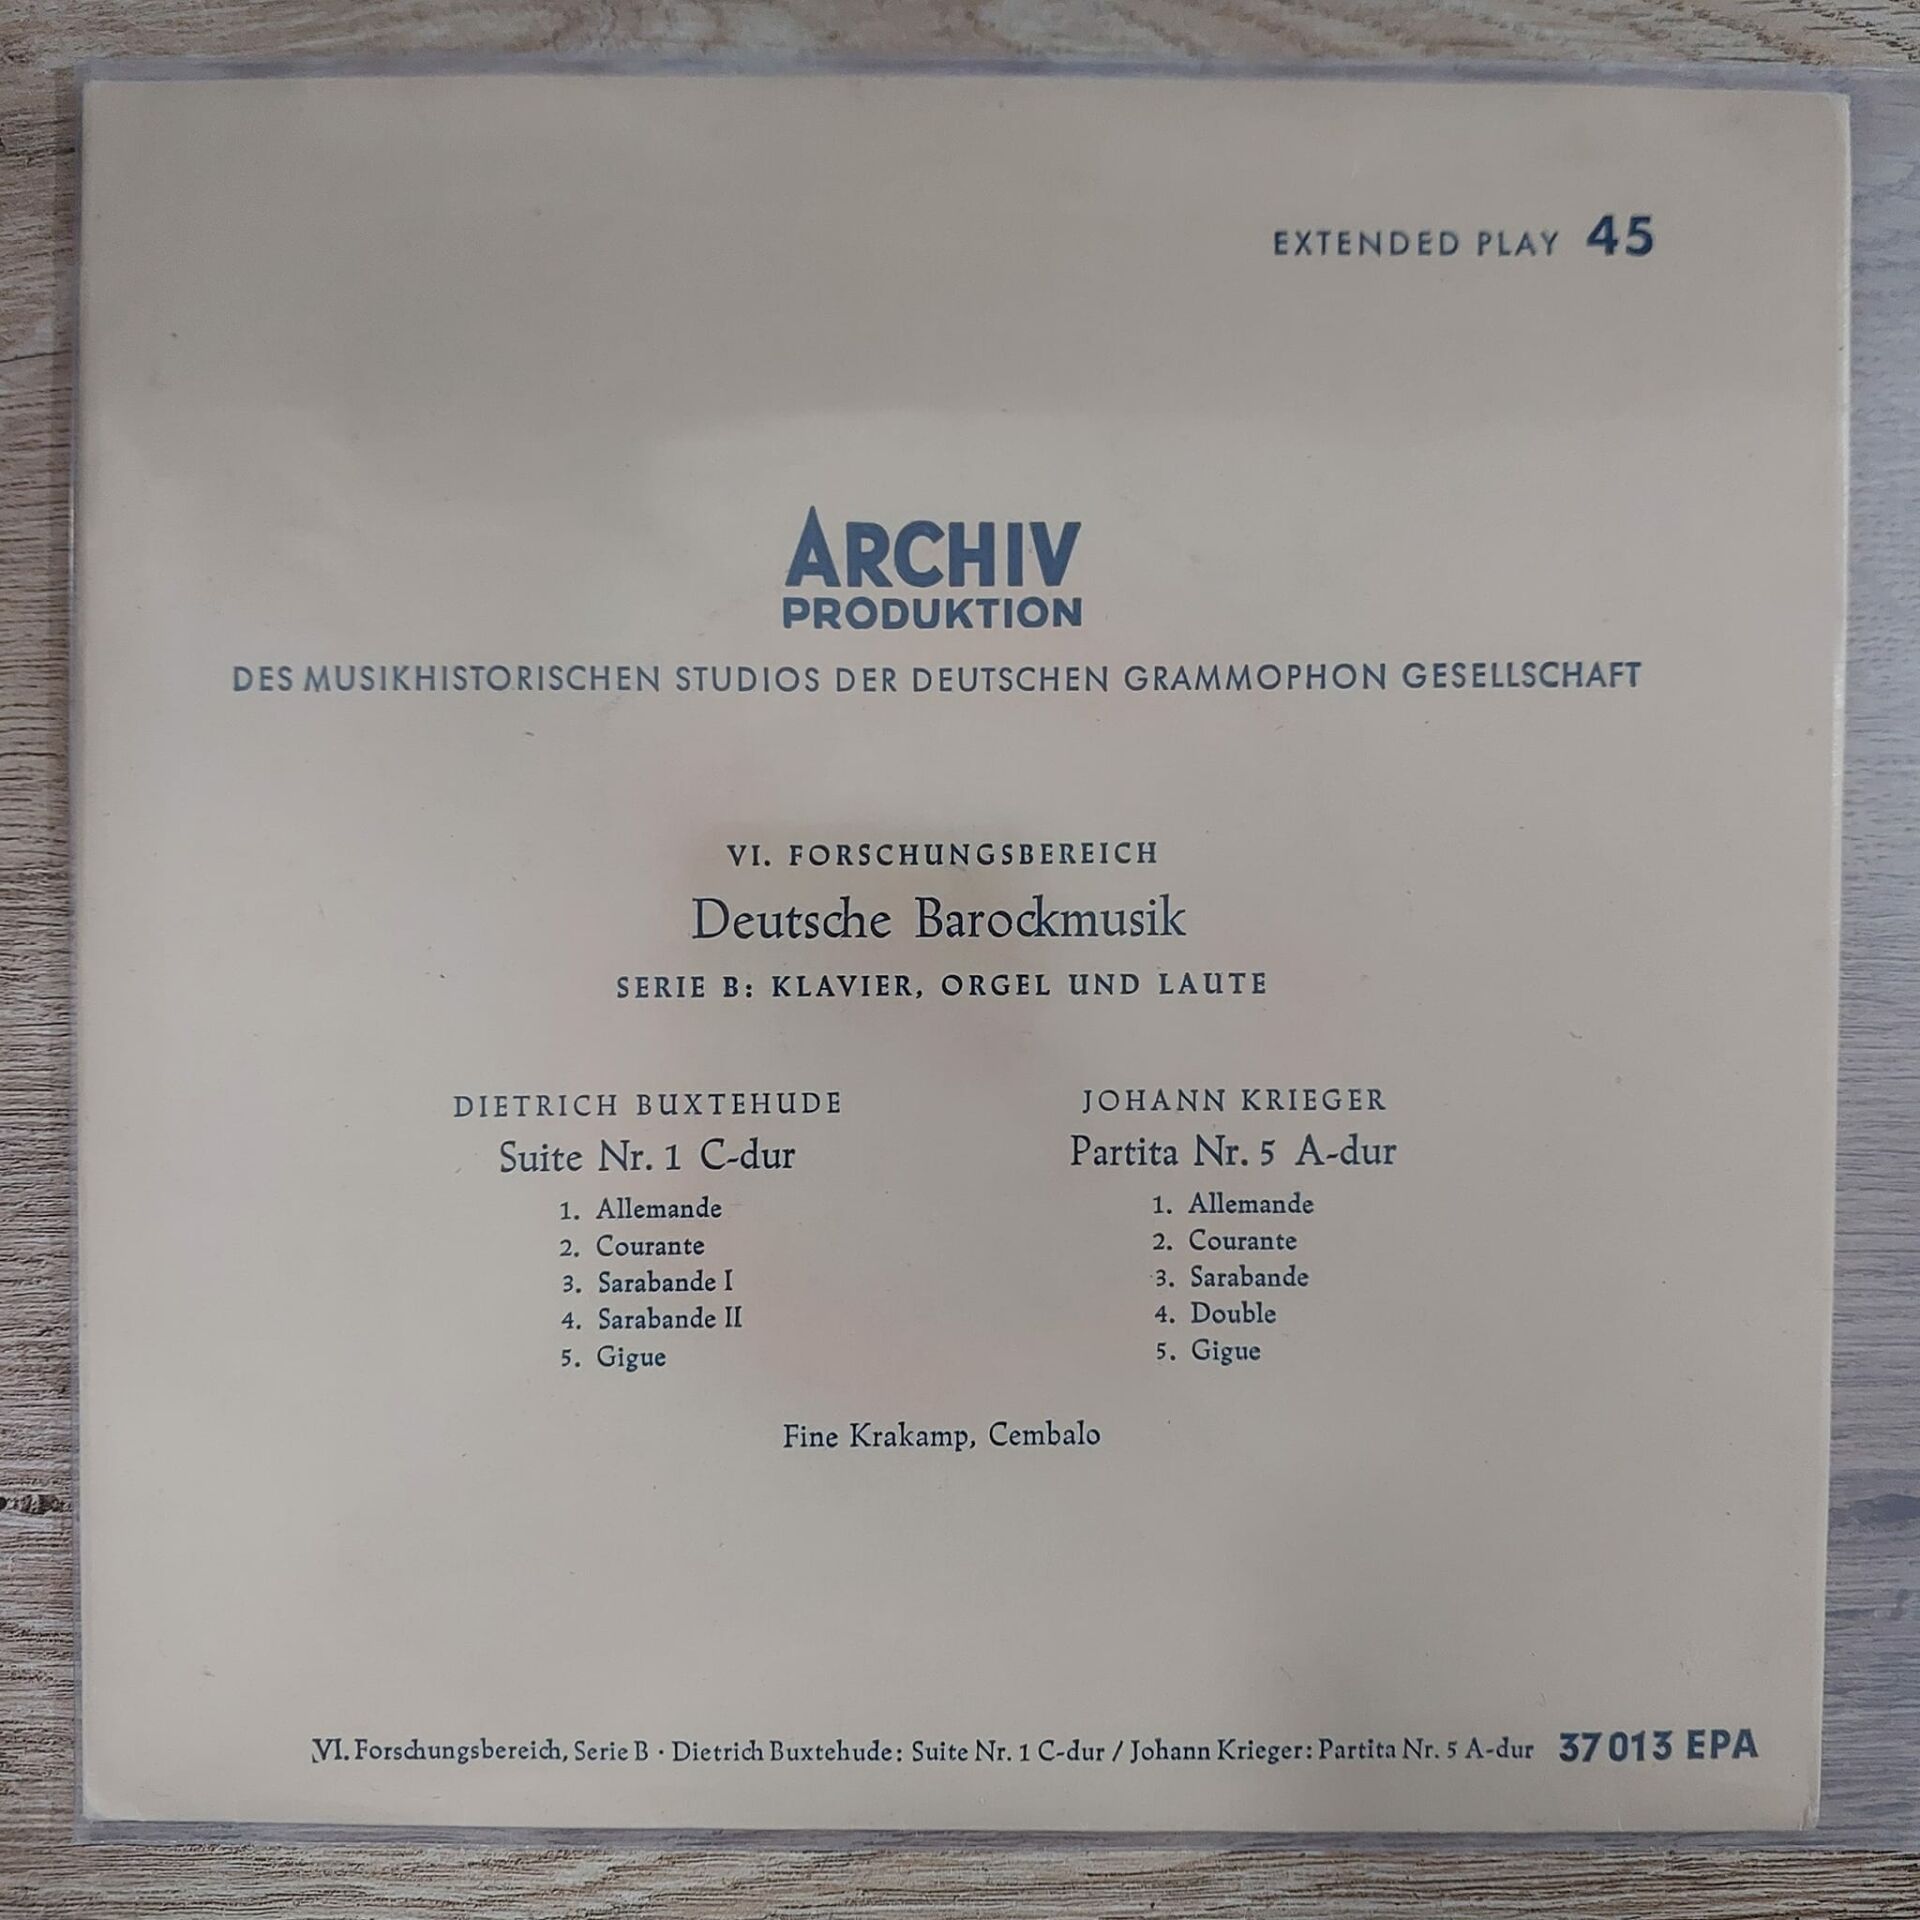 EXTENDED PLAY 45
ARCHIV
PRODUKTION
DES MUSIKHISTORISCHEN STUDIOS DER DEUTSCHEN GRAMMOPHON GESELLSCHAFT
VI. FORSCHUNGSBEREICH
Deutsche Barockmusik
SERIE B: KLAVIER, ORGEL UND LAUTE
DIETRICH BUXTEHUDE
Suite Nr. 1 C-dur
1. Allemande
2. Courante
3. Sarabande I
4. Sarabande II
5. Gigue
JOHANN KRIEGER
Partita Nr. 5 A-dur
1. Allemande
2. Courante
3. Sarabande
4. Double
5. Gigue
Fine Krakamp, Cembalo
VI. Forschungsbereich, Serie B · Dietrich Buxtehude: Suite Nr. 1 C-dur / Johann Krieger: Partita Nr. 5 A-dur 37 013 EPA